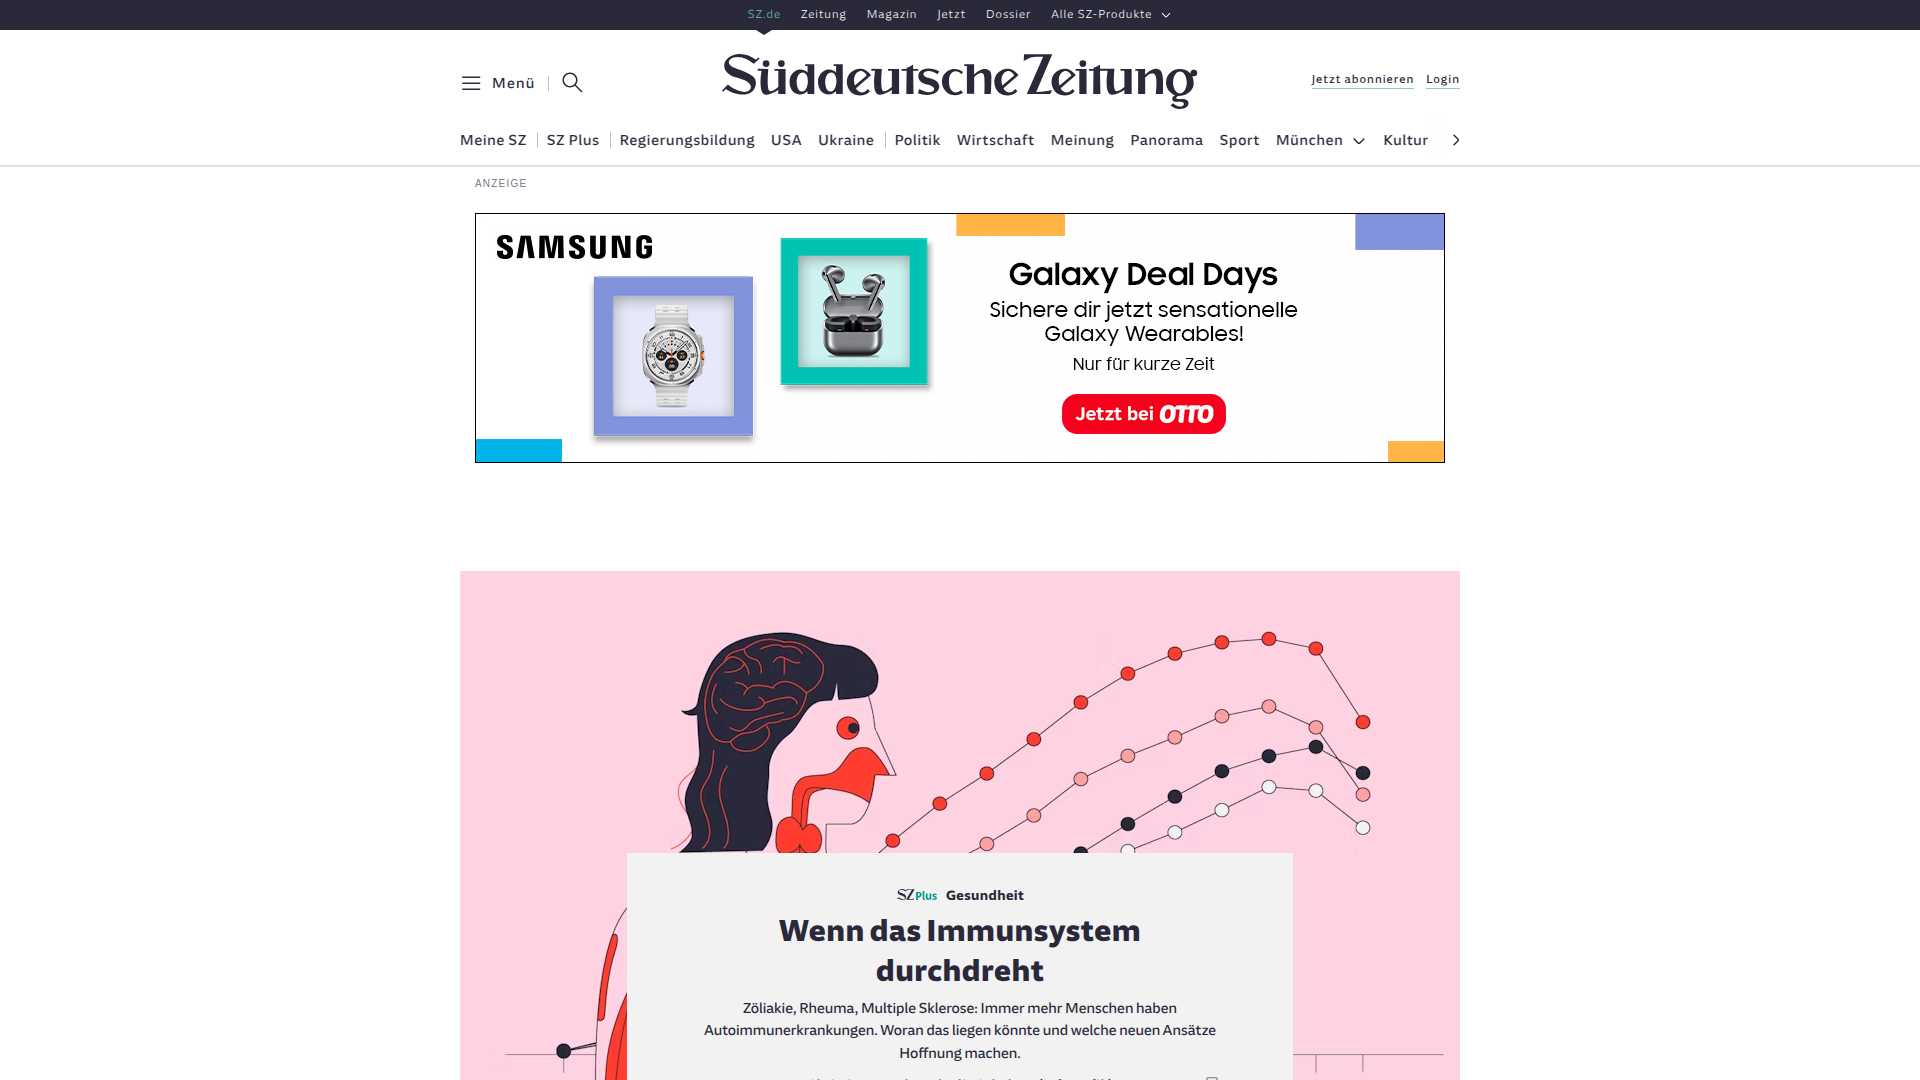 SZ.de Zeitung Magazin Jetzt Dossier Alle SZ-Produkte
Menü
Süddeutsche Zeitung
Jetzt abonnieren Login
Meine SZ SZ Plus Regierungsbildung USA Ukraine Politik Wirtschaft Meinung Panorama Sport München Kultur
ANZEIGE
SAMSUNG
Galaxy Deal Days
Sichere dir jetzt sensationelle
Galaxy Wearables!
Nur für kurze Zeit
Jetzt bei OTTO
SZ Plus Gesundheit
Wenn das Immunsystem
durchdreht
Zöliakie, Rheuma, Multiple Sklerose: Immer mehr Menschen haben
Autoimmunerkrankungen. Woran das liegen könnte und welche neuen Ansätze
Hoffnung machen.